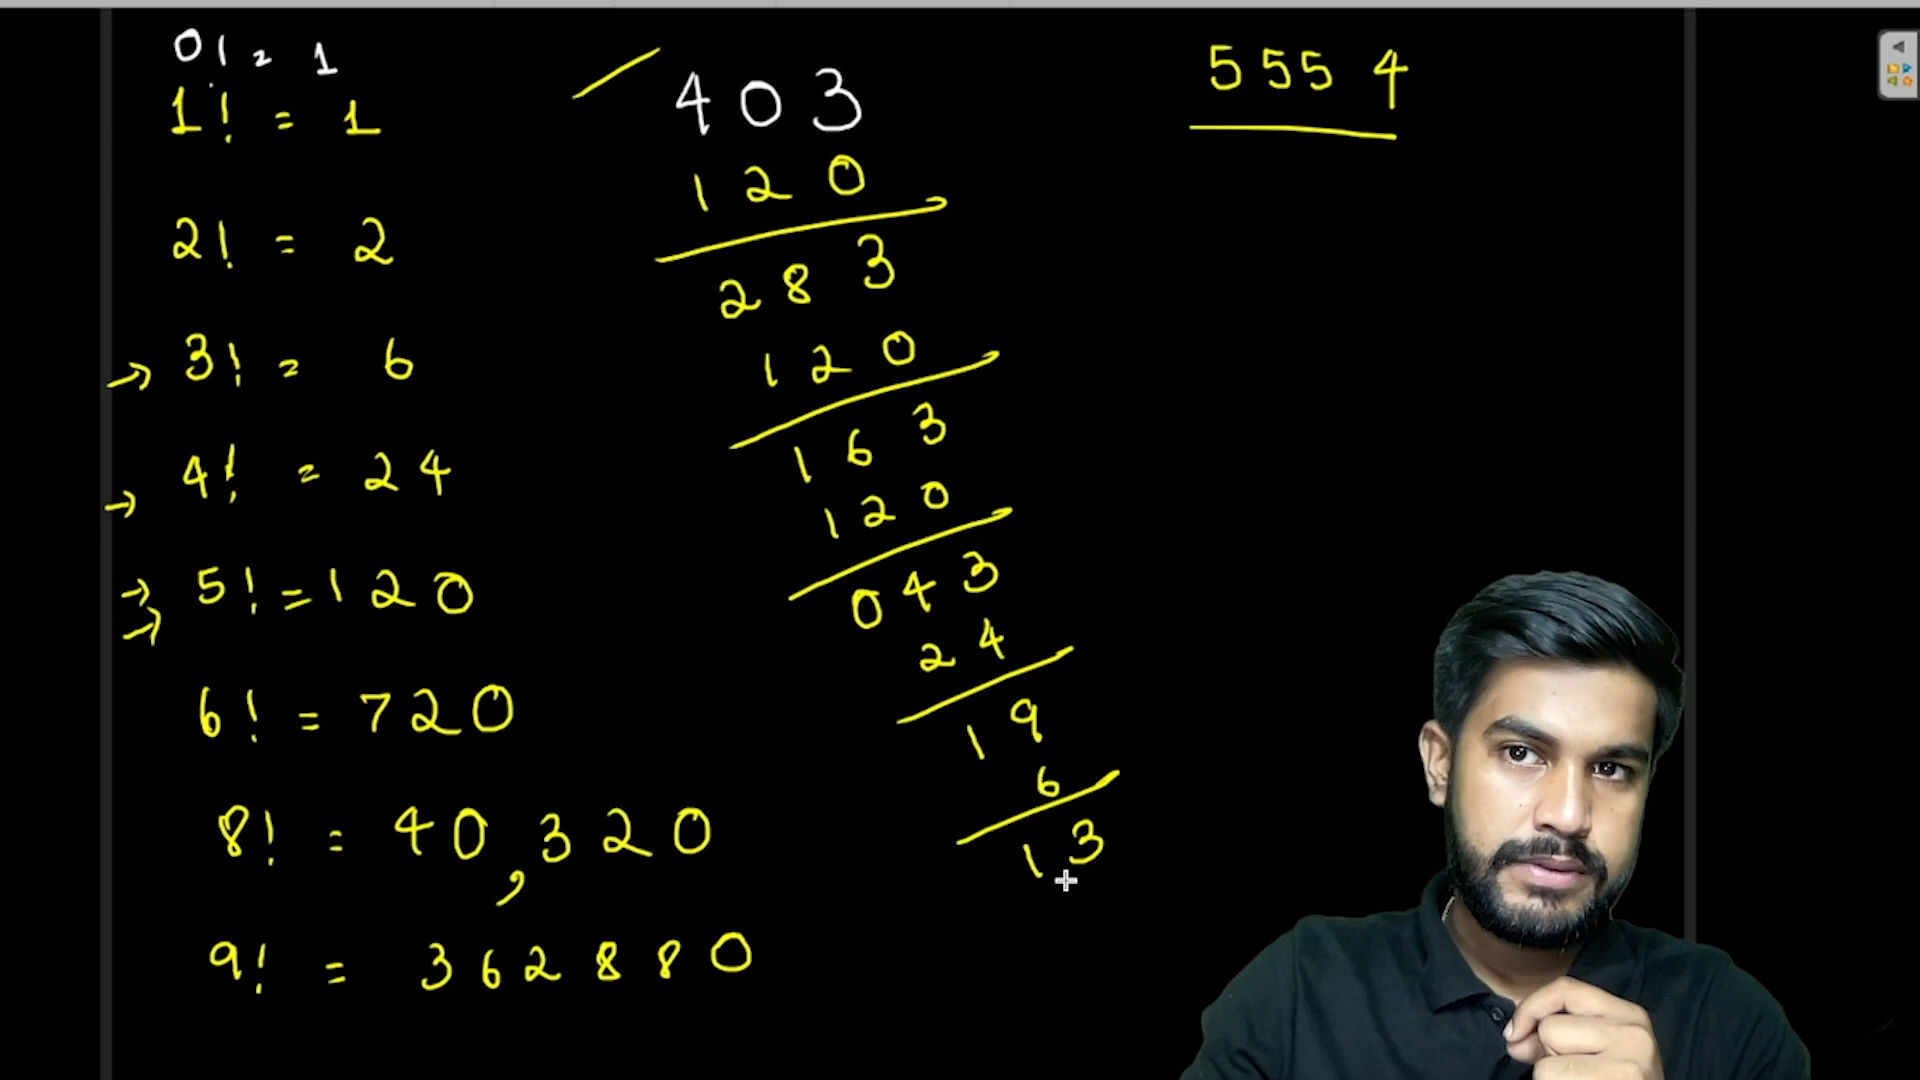 0! = 1
1! = 1
2! = 2
3! = 6
4! = 24
5! = 120
6! = 720
8! = 40,320
9! = 362880
403
120
283
120
163
120
043
24
19
6
13
5554